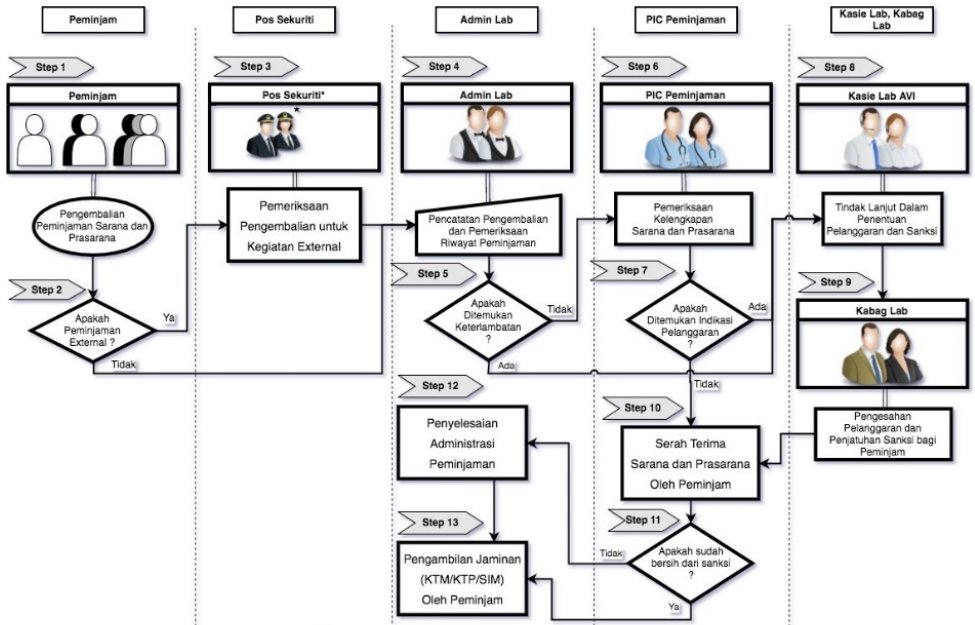 Peminjam
Pos Sekuriti
Admin Lab
PIC Peminjaman
Kasie Lab, Kabag
Lab
Step 1
Step 3
Step 4
Step 6
Step 8
Peminjam
Pos Sekuriti*
Admin Lab
PIC Peminjaman
Kasie Lab AVI
*
Pengembalian
Peminjaman Sarana dan
Prasarana
Pemeriksaan
Pengembalian untuk
Kegiatan External
Pencatatan Pengembalian
dan Pemeriksaan
Riwayat Peminjaman
Pemeriksaan
Kelengkapan
Sarana dan Prasarana
Tindak Lanjut Dalam
Penentuan
Pelanggaran dan Sanksi
Step 2
Step 5
Step 7
Step 9
Apakah
Peminjaman
External ?
Ya
Tidak
Apakah
Ditemukan
Keterlambatan
?
Tidak
Ada
Apakah
Ditemukan Indikasi
Pelanggaran
?
Ada
Tidak
Kabag Lab
Pengesahan
Pelanggaran dan
Penjatuhan Sanksi bagi
Peminjam
Step 12
Step 10
Penyelesaian
Administrasi
Peminjaman
Serah Terima
Sarana dan Prasarana
Oleh Peminjam
Step 13
Step 11
Pengambilan Jaminan
(KTM/KTP/SIM)
Oleh Peminjam
Tidak
Apakah sudah
bersih dari sanksi
?
Ya